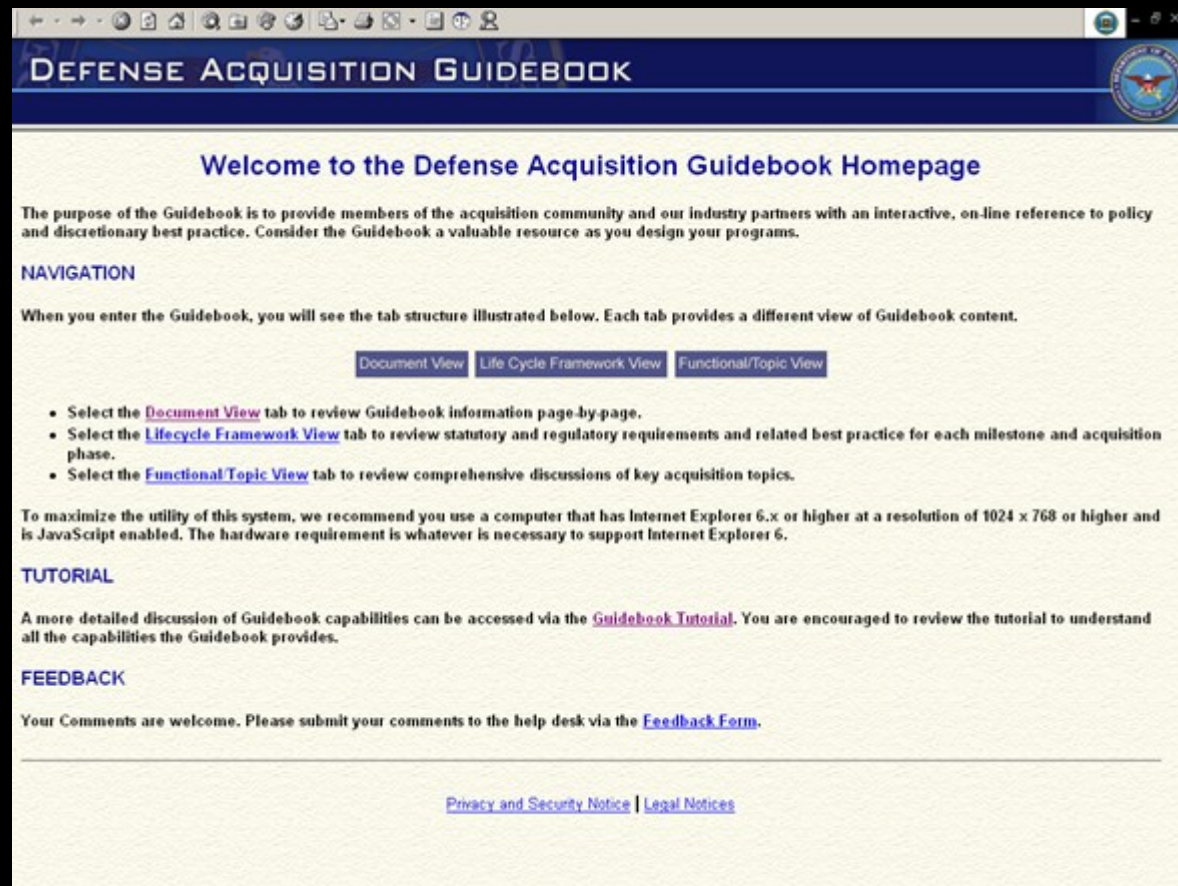 DEFENSE ACQUISITION GUIDEBOOK
Welcome to the Defense Acquisition Guidebook Homepage
The purpose of the Guidebook is to provide members of the acquisition community and our industry partners with an interactive, on-line reference to policy
and discretionary best practice. Consider the Guidebook a valuable resource as you design your programs.
NAVIGATION
When you enter the Guidebook, you will see the tab structure illustrated below. Each tab provides a different view of Guidebook content.
Document View Life Cycle Framework View Functional/Topic View
• Select the Document View tab to review Guidebook information page-by-page.
• Select the Lifecycle Framework View tab to review statutory and regulatory requirements and related best practice for each milestone and acquisition
phase.
• Select the Functional/Topic View tab to review comprehensive discussions of key acquisition topics.
To maximize the utility of this system, we recommend you use a computer that has Internet Explorer 6.x or higher at a resolution of 1024 x 768 or higher and
is JavaScript enabled. The hardware requirement is whatever is necessary to support Internet Explorer 6.
TUTORIAL
A more detailed discussion of Guidebook capabilities can be accessed via the Guidebook Tutorial. You are encouraged to review the tutorial to understand
all the capabilities the Guidebook provides.
FEEDBACK
Your Comments are welcome. Please submit your comments to the help desk via the Feedback Form.
Privacy and Security Notice | Legal Notices